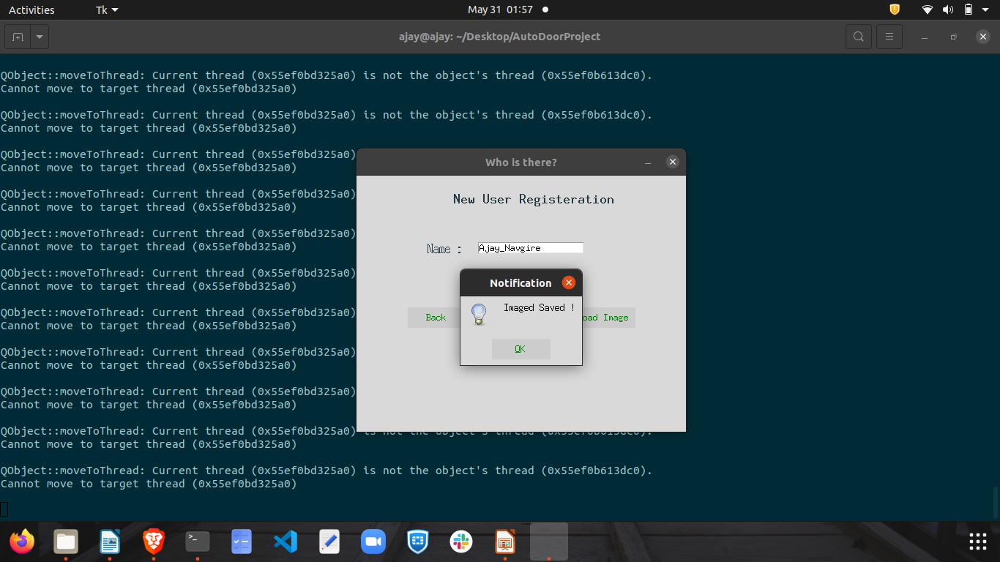 Activities
Tk
May 31 01:57
ajay@ajay: ~/Desktop/AutoDoorProject
QObject::moveToThread: Current thread (0x55ef0bd325a0) is not the object's thread (0x55ef0b613dc0).
Cannot move to target thread (0x55ef0bd325a0)
QObject::moveToThread: Current thread (0x55ef0bd325a0) is not the object's thread (0x55ef0b613dc0).
Cannot move to target thread (0x55ef0bd325a0)
QObject::moveToThread: Current thread (0x55ef0bd325a0)
Cannot move to target thread (0x55ef0bd325a0)
QObject::moveToThread: Current thread (0x55ef0bd325a0)
Cannot move to target thread (0x55ef0bd325a0)
QObject::moveToThread: Current thread (0x55ef0bd325a0)
Cannot move to target thread (0x55ef0bd325a0)
QObject::moveToThread: Current thread (0x55ef0bd325a0)
Cannot move to target thread (0x55ef0bd325a0)
QObject::moveToThread: Current thread (0x55ef0bd325a0)
Cannot move to target thread (0x55ef0bd325a0)
QObject::moveToThread: Current thread (0x55ef0bd325a0)
Cannot move to target thread (0x55ef0bd325a0)
QObject::moveToThread: Current thread (0x55ef0bd325a0)
Cannot move to target thread (0x55ef0bd325a0)
QObject::moveToThread: Current thread (0x55ef0bd325a0) is not the object's thread (0x55ef0b613dc0).
Cannot move to target thread (0x55ef0bd325a0)
QObject::moveToThread: Current thread (0x55ef0bd325a0) is not the object's thread (0x55ef0b613dc0).
Cannot move to target thread (0x55ef0bd325a0)
Who is there?
New User Registeration
Name :
Ajay_Navgire
Notification
Imaged Saved !
OK
Back
oad Image